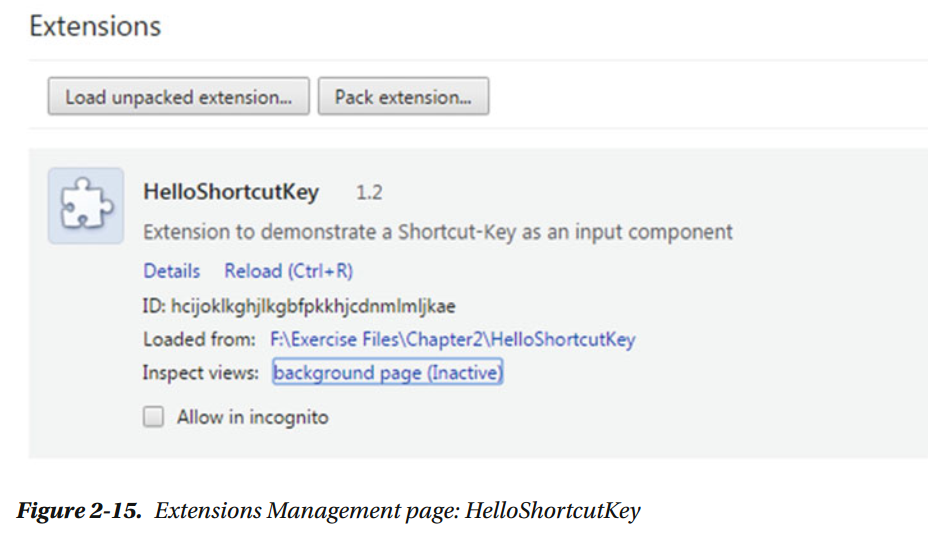 Extensions
Load unpacked extension... Pack extension...
HelloShortcutKey 1.2
Extension to demonstrate a Shortcut-Key as an input component
Details Reload (Ctrl+R)
ID: hcijoklkghjlkgbfpkkhjcdnmlmljkae
Loaded from: F:\Exercise Files\Chapter2\HelloShortcutKey
Inspect views: background page (Inactive)
Allow in incognito
Figure 2-15. Extensions Management page: HelloShortcutKey